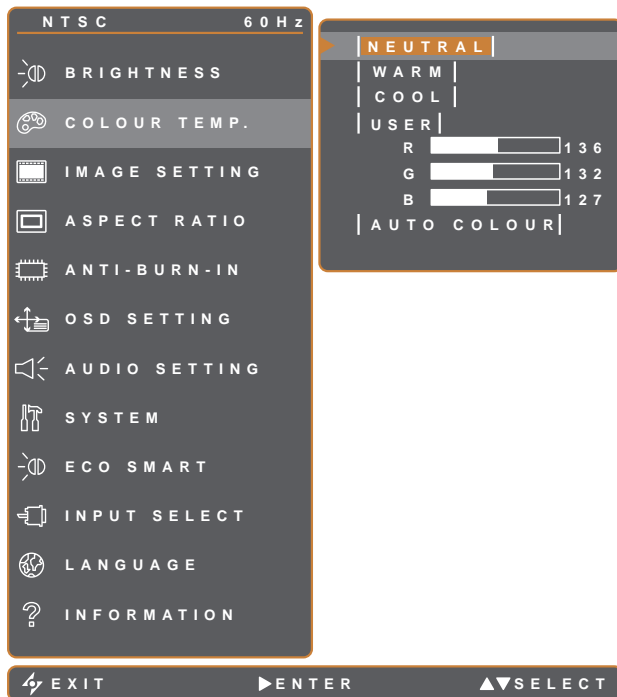 NTSC 60Hz
BRIGHTNESS
COLOUR TEMP.
IMAGE SETTING
ASPECT RATIO
ANTI-BURN-IN
OSD SETTING
AUDIO SETTING
SYSTEM
ECO SMART
INPUT SELECT
LANGUAGE
INFORMATION
NEUTRAL
WARM
COOL
USER
R 136
G 132
B 127
AUTO COLOUR
EXIT ▶ENTER ▲▼SELECT